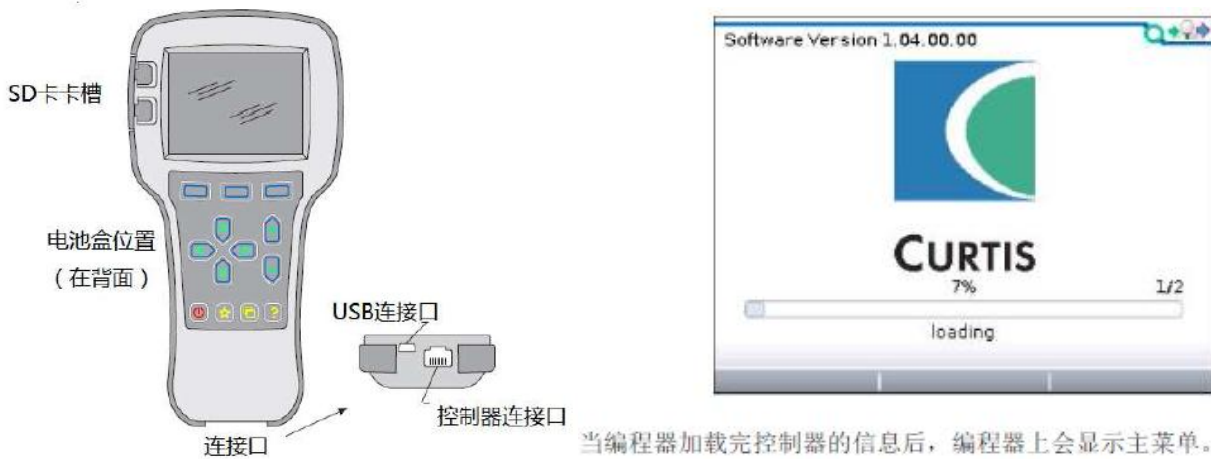 SD卡卡槽
电池盒位置
（在背面）
USB连接口
控制器连接口
连接口
?
Software Version 1.04.00.00
CURTIS
7%
1/2
loading
当编程器加载完控制器的信息后，编程器上会显示主菜单。